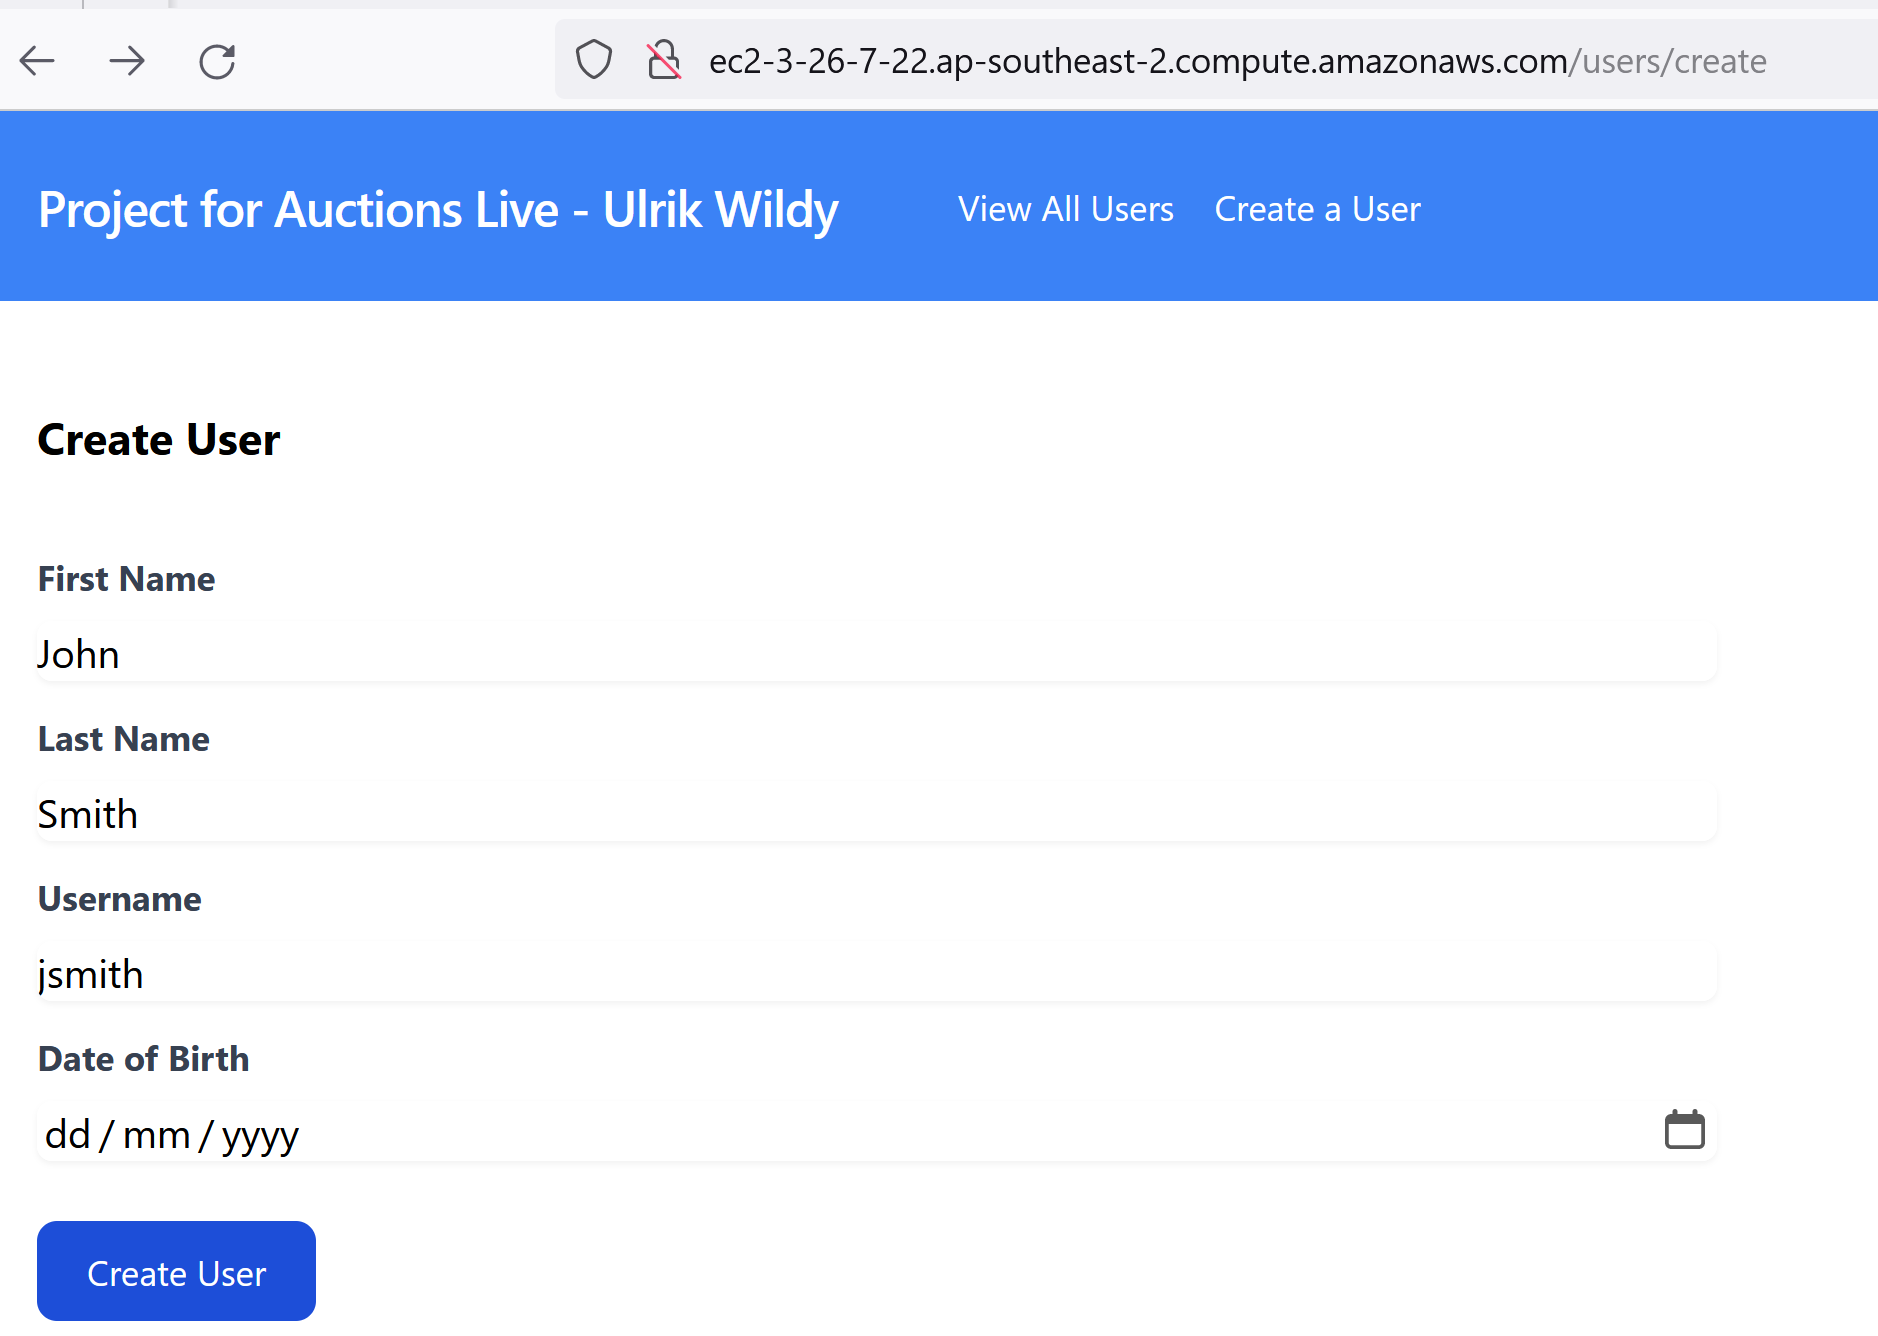 ec2-3-26-7-22.ap-southeast-2.compute.amazonaws.com/users/create
Project for Auctions Live - Ulrik Wildy View All Users Create a User
Create User
First Name
John
Last Name
Smith
Username
jsmith
Date of Birth
dd / mm / yyyy
Create User